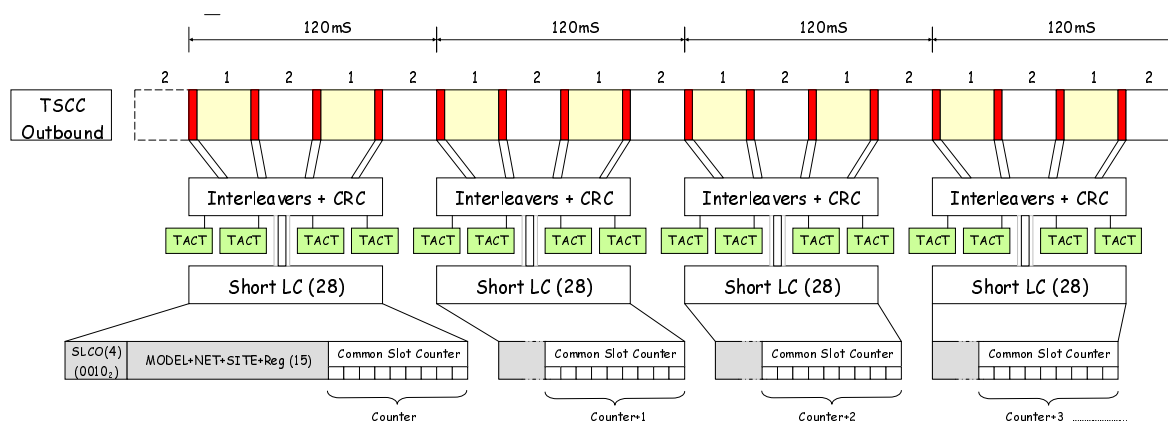 120mS 120mS 120mS 120mS
2 1 2 1 2 1 2 1 2 1 2 1 2 1 2 1 2
TSCC
Outbound
Interleavers + CRC Interleavers + CRC Interleavers + CRC Interleavers + CRC
TACT TACT TACT TACT TACT TACT TACT TACT TACT TACT TACT TACT TACT TACT TACT TACT
Short LC (28) Short LC (28) Short LC (28) Short LC (28)
SLCO(4) MODEL+NET+SITE+Reg (15) Common Slot Counter Common Slot Counter Common Slot Counter Common Slot Counter
(0010₂)
Counter Counter+1 Counter+2 Counter+3 ................